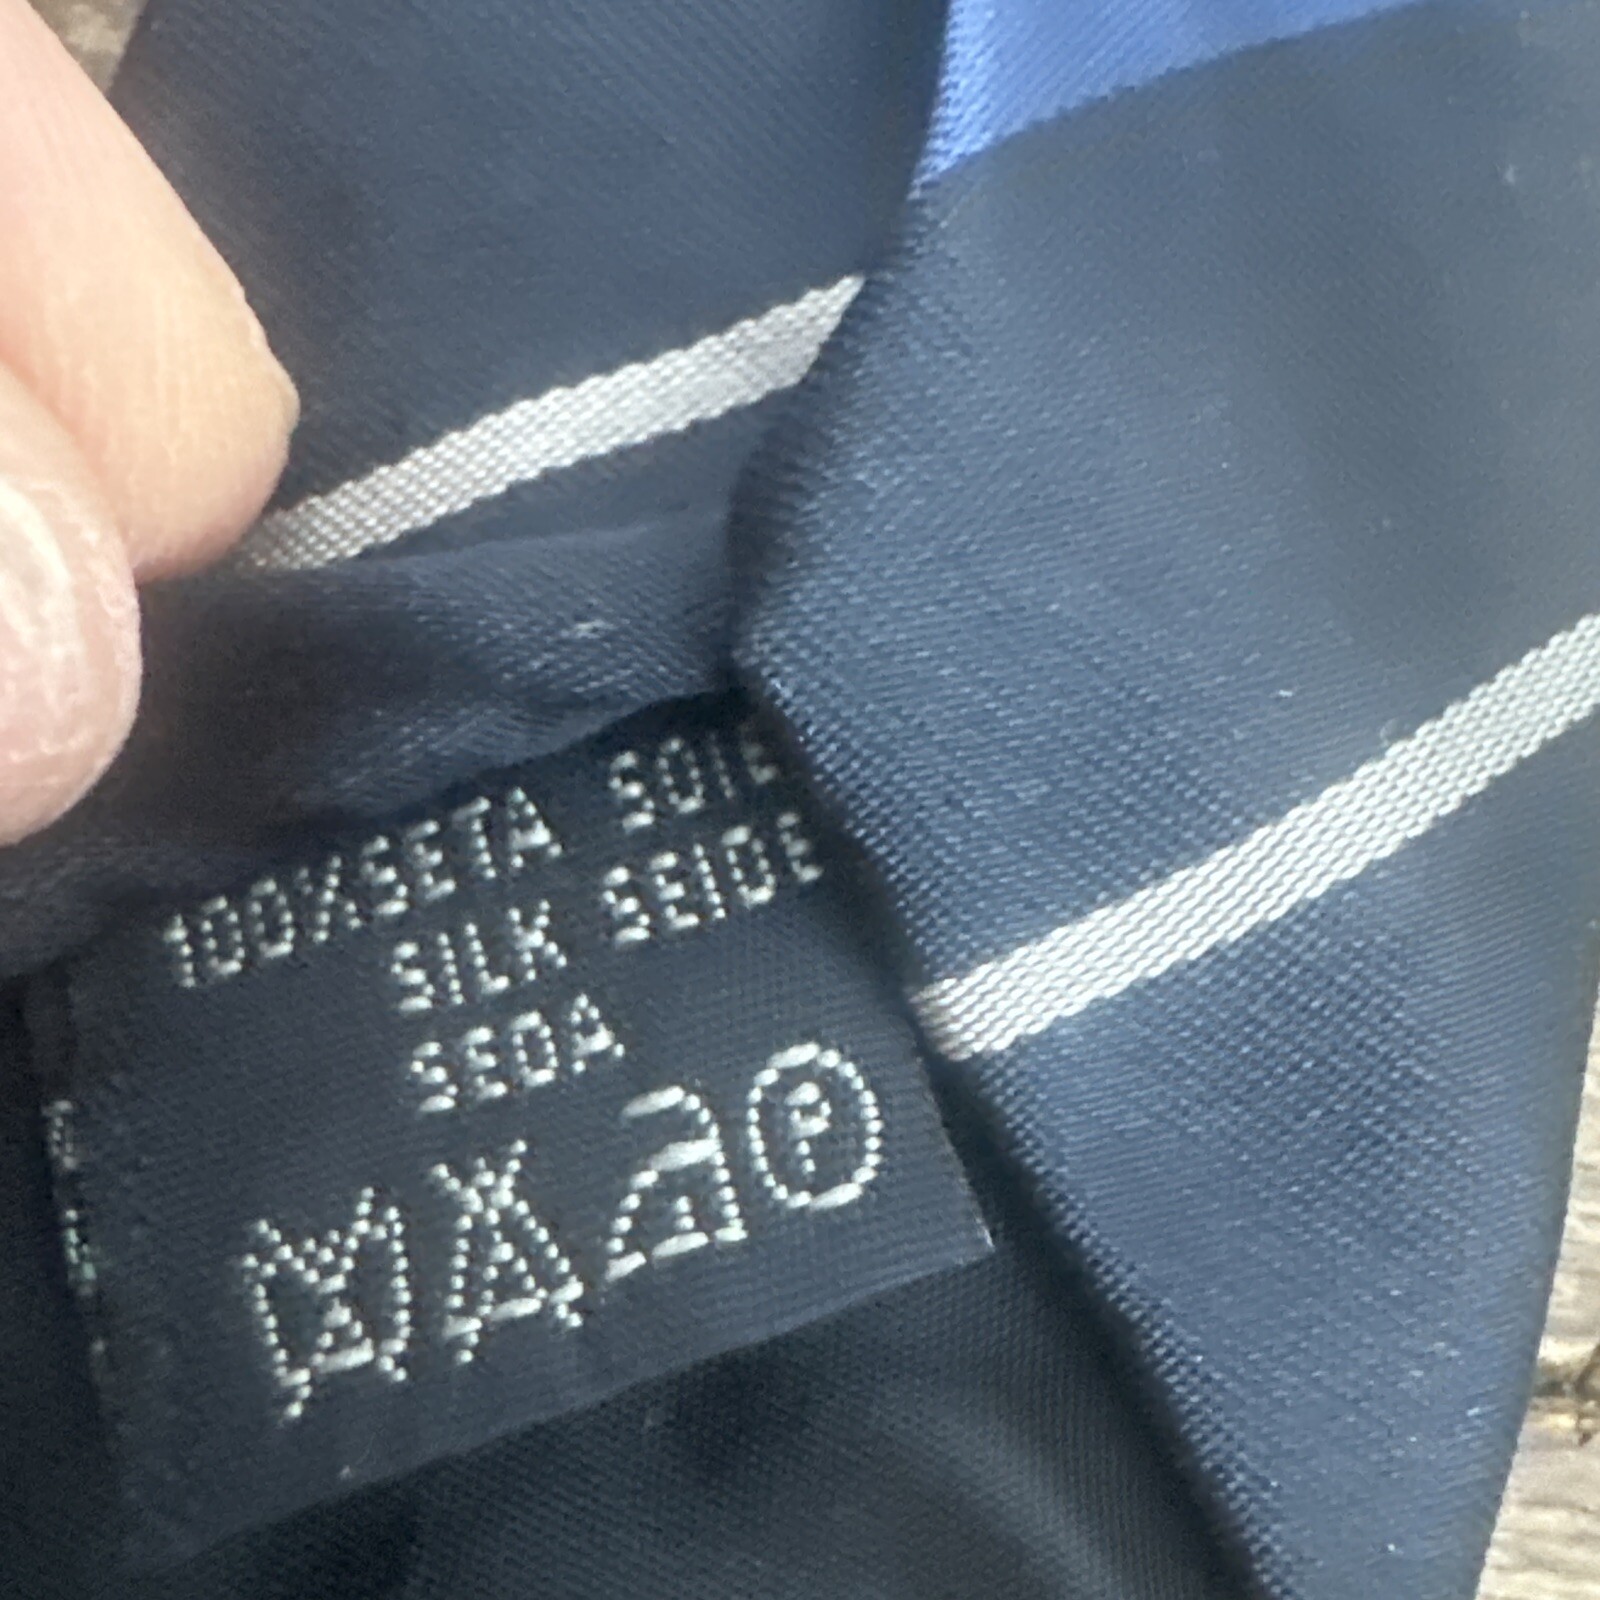 100%SETA SOIE
SILK SEIDE
SEDA
P